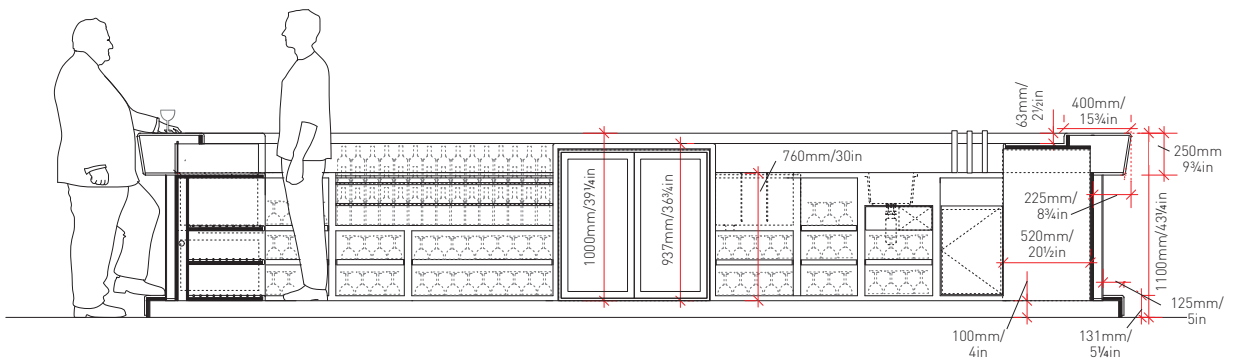 63mm/
2½in
400mm/
15¾in
250mm
9¾in
760mm/30in
1000mm/39¼in
937mm/36¾in
225mm/
8¾in
520mm/
20½in
1100mm/43¼in
125mm/
5in
100mm/
4in
131mm/
5¼in